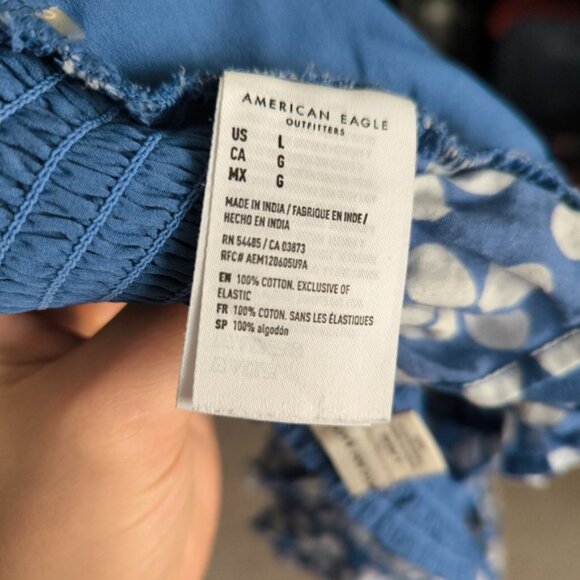 AMERICAN EAGLE
OUTFITTERS
US L
CA G
MX G
MADE IN INDIA / FABRIQUE EN INDE /
HECHO EN INDIA
RN 54485 / CA 03873
RFC# AEM120605U9A
EN 100% COTTON. EXCLUSIVE OF
ELASTIC
FR 100% COTON. SANS LES ÉLASTIQUES
SP 100% algodón